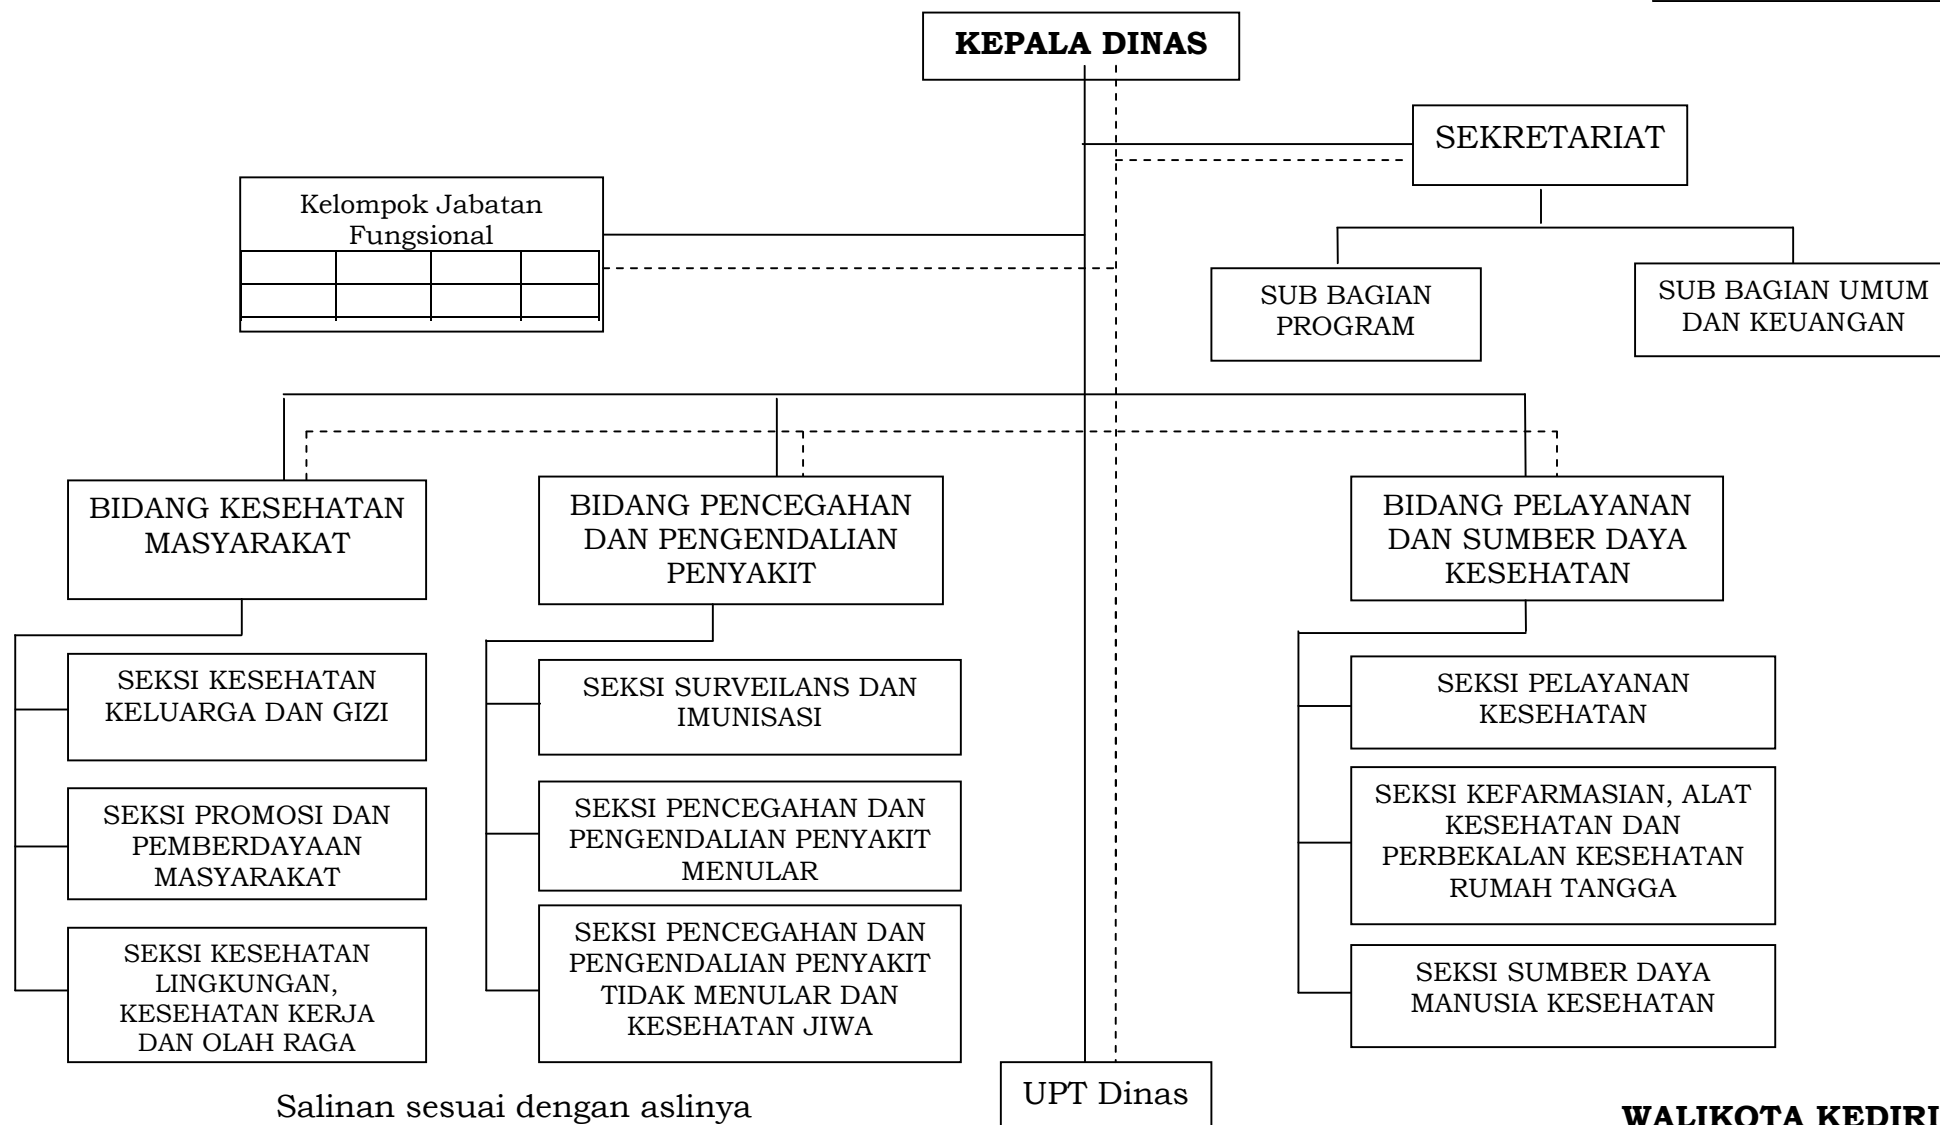 KEPALA DINAS
SEKRETARIAT
Kelompok Jabatan
Fungsional
SUB BAGIAN
PROGRAM
SUB BAGIAN UMUM
DAN KEUANGAN
BIDANG KESEHATAN
MASYARAKAT
BIDANG PENCEGAHAN
DAN PENGENDALIAN
PENYAKIT
BIDANG PELAYANAN
DAN SUMBER DAYA
KESEHATAN
SEKSI KESEHATAN
KELUARGA DAN GIZI
SEKSI PROMOSI DAN
PEMBERDAYAAN
MASYARAKAT
SEKSI KESEHATAN
LINGKUNGAN,
KESEHATAN KERJA
DAN OLAH RAGA
SEKSI SURVEILANS DAN
IMUNISASI
SEKSI PENCEGAHAN DAN
PENGENDALIAN PENYAKIT
MENULAR
SEKSI PENCEGAHAN DAN
PENGENDALIAN PENYAKIT
TIDAK MENULAR DAN
KESEHATAN JIWA
SEKSI PELAYANAN
KESEHATAN
SEKSI KEFARMASIAN, ALAT
KESEHATAN DAN
PERBEKALAN KESEHATAN
RUMAH TANGGA
SEKSI SUMBER DAYA
MANUSIA KESEHATAN
UPT Dinas
Salinan sesuai dengan aslinya
WALIKOTA KEDIRI